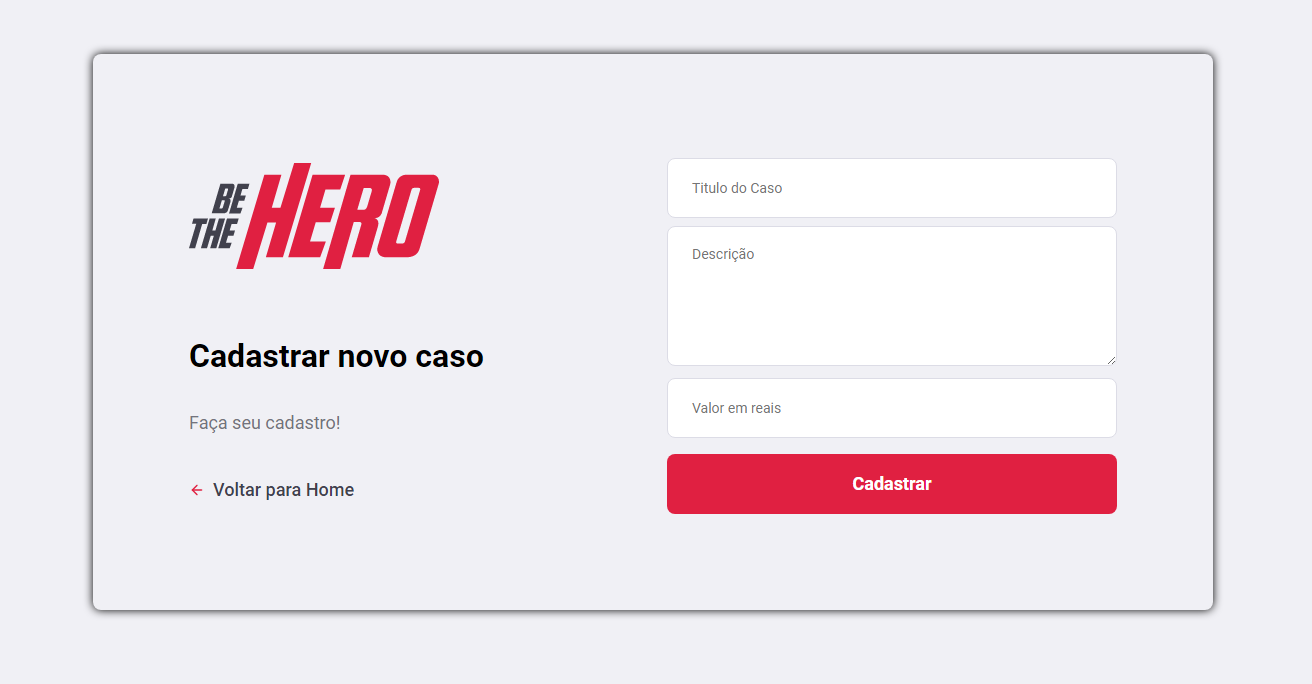 BE
THE
HERO
Cadastrar novo caso
Faça seu cadastro!
Voltar para Home
Titulo do Caso
Descrição
Valor em reais
Cadastrar